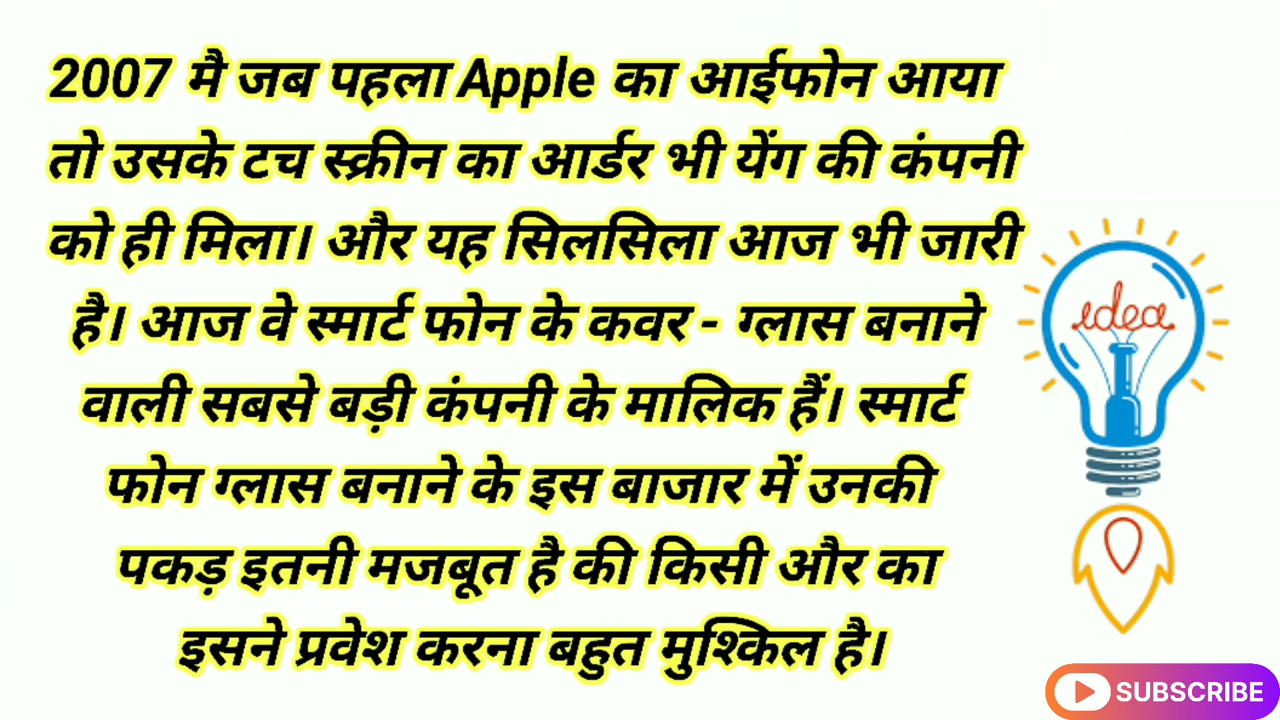 2007 मै जब पहला Apple का आईफोन आया
तो उसके टच स्क्रीन का आर्डर भी येंग की कंपनी
को ही मिला। और यह सिलसिला आज भी जारी
है। आज वे स्मार्ट फोन के कवर - ग्लास बनाने
वाली सबसे बड़ी कंपनी के मालिक हैं। स्मार्ट
फोन ग्लास बनाने के इस बाजार में उनकी
पकड़ इतनी मजबूत है की किसी और का
इसने प्रवेश करना बहुत मुश्किल है।
idea
SUBSCRIBE